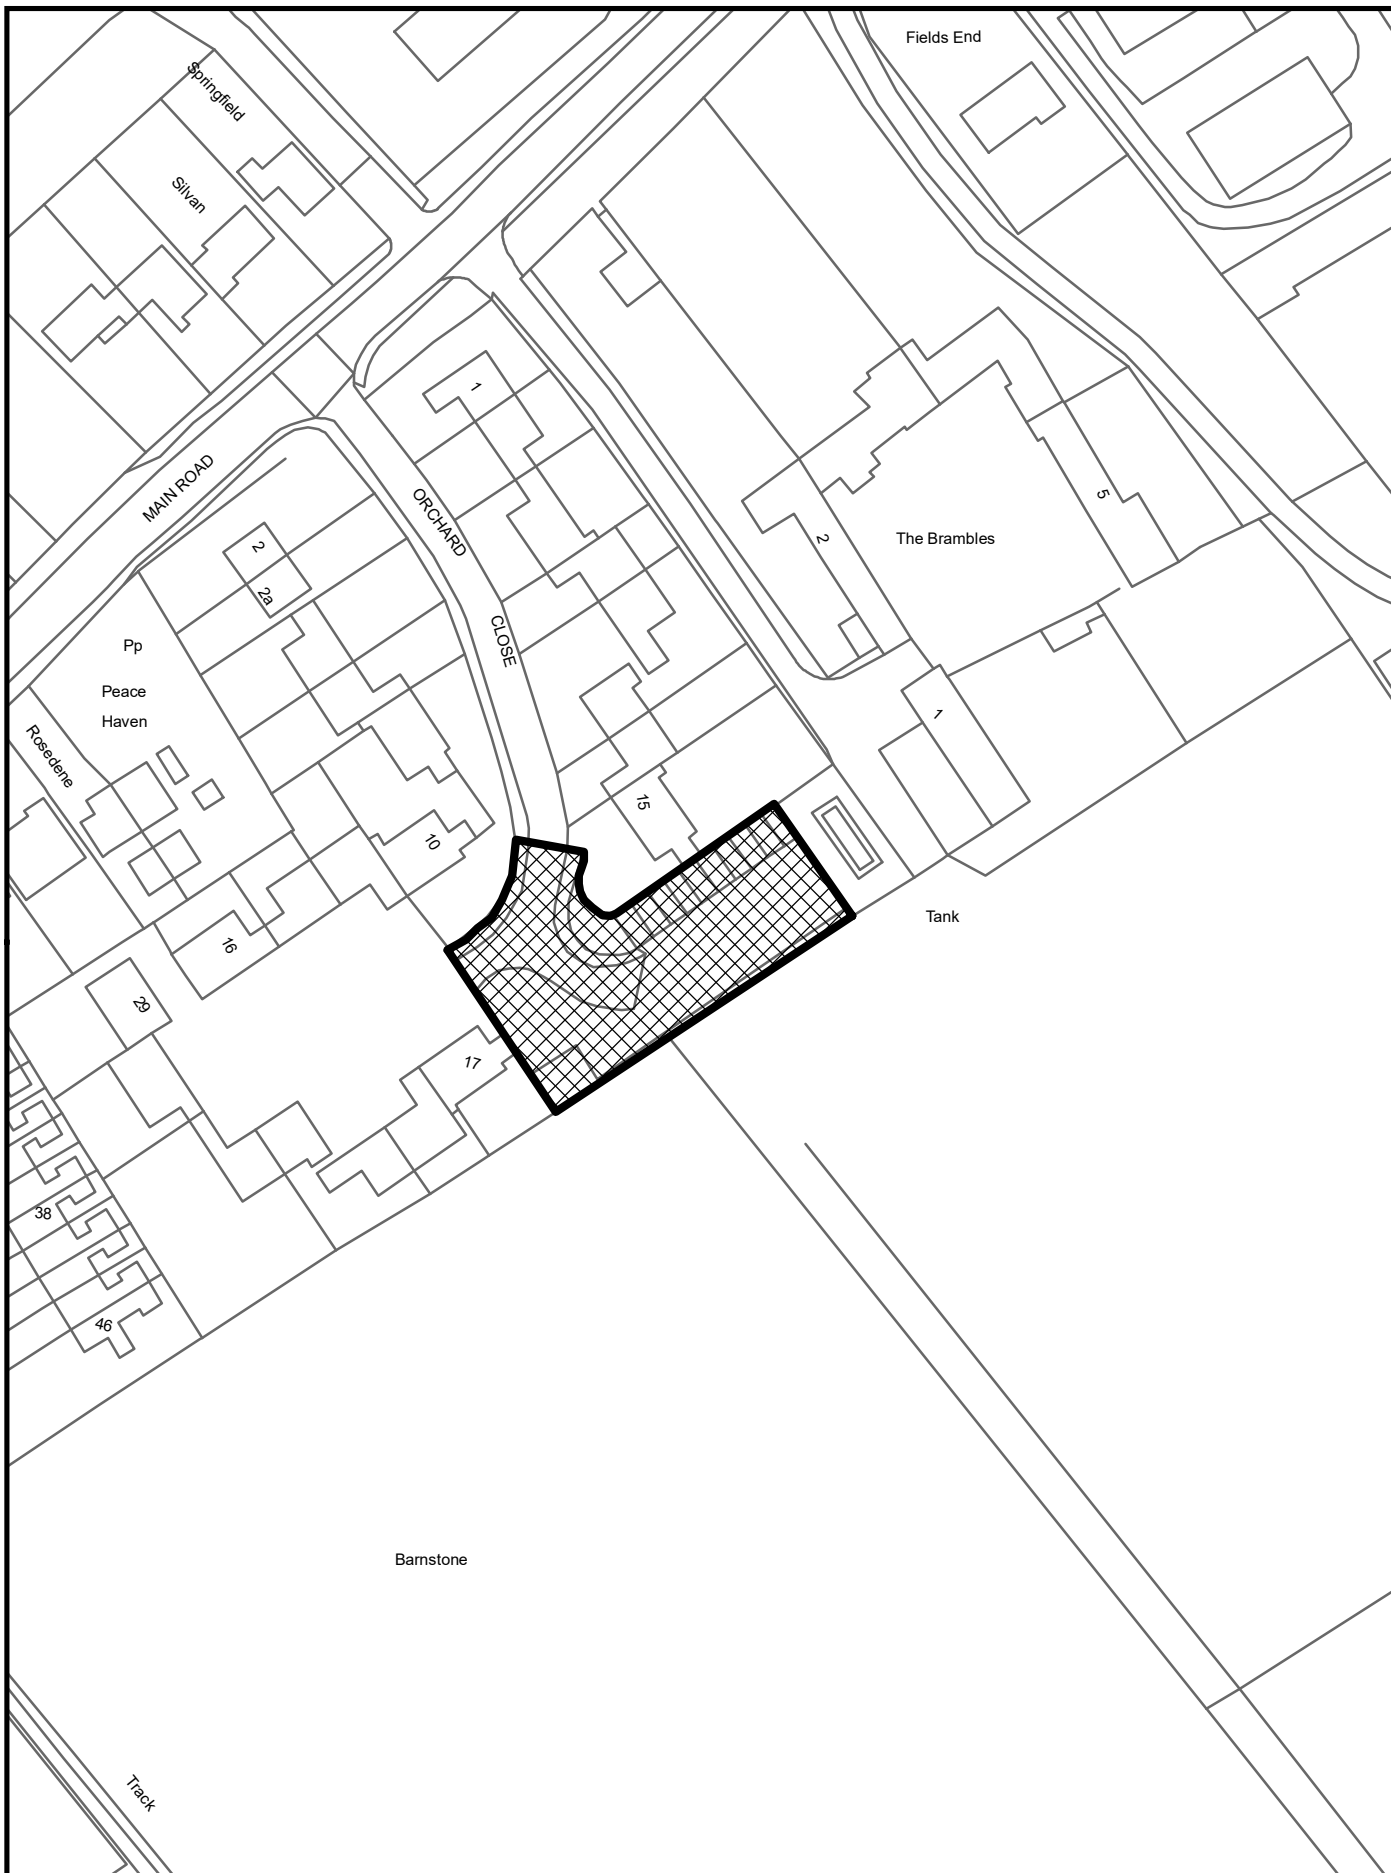 Fields End
Springfield
Silvan
1
MAIN ROAD
ORCHARD
CLOSE
5
2
The Brambles
2
2a
Pp
Peace
Haven
Rosedene
1
15
10
Tank
16
29
17
38
46
Barnstone
Track